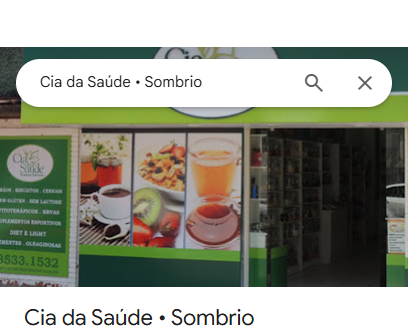 Cia da Saúde • Sombrio
Cia
Cia da
Saúde
BISCOITOS - CEREAIS
SEM GLÚTEN - SEM LACTOSE
FITOTERÁPICOS - ERVAS
SUPLEMENTOS ESPORTIVOS
DIET E LIGHT
SEMENTES - OLEAGINOSAS
3533.1532
Cia da Saúde • Sombrio